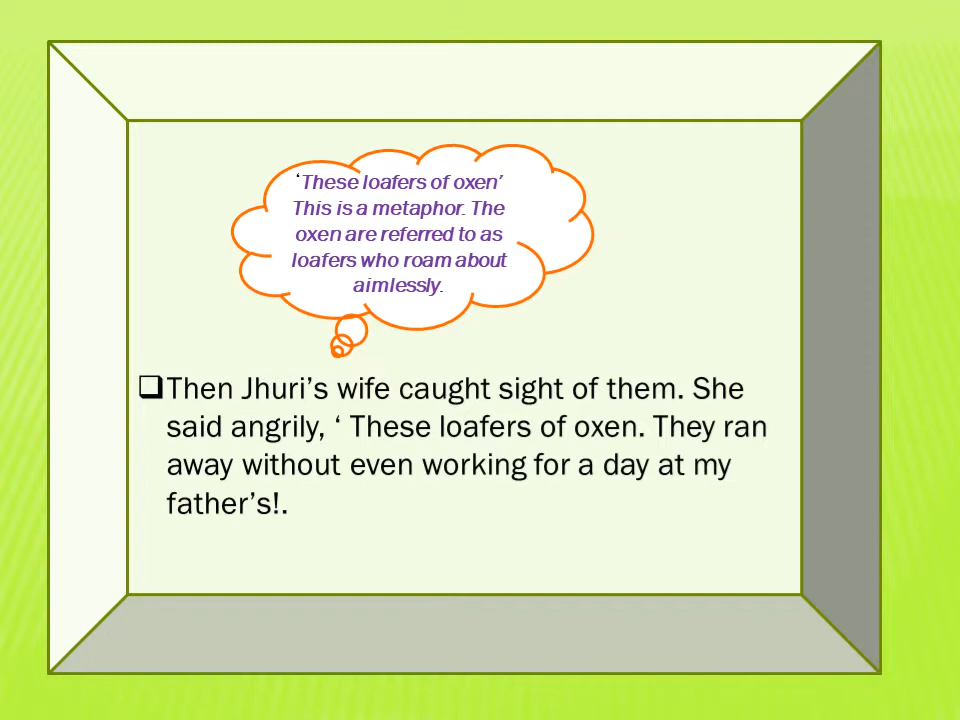 ‘These loafers of oxen’
This is a metaphor. The
oxen are referred to as
loafers who roam about
aimlessly.
Then Jhuri’s wife caught sight of them. She
said angrily, ‘ These loafers of oxen. They ran
away without even working for a day at my
father’s!.